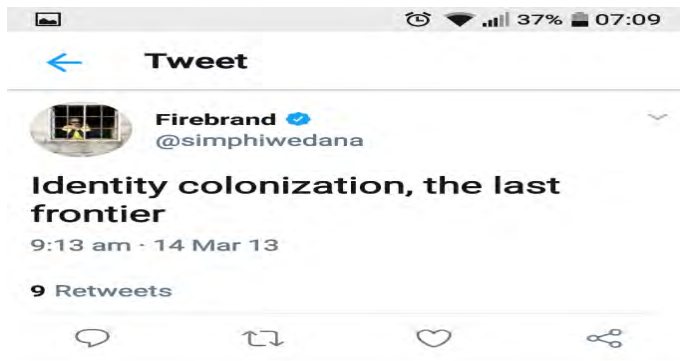 37% 07:09
Tweet
Firebrand
@simphiwedana
Identity colonization, the last
frontier
9:13 am · 14 Mar 13
9 Retweets